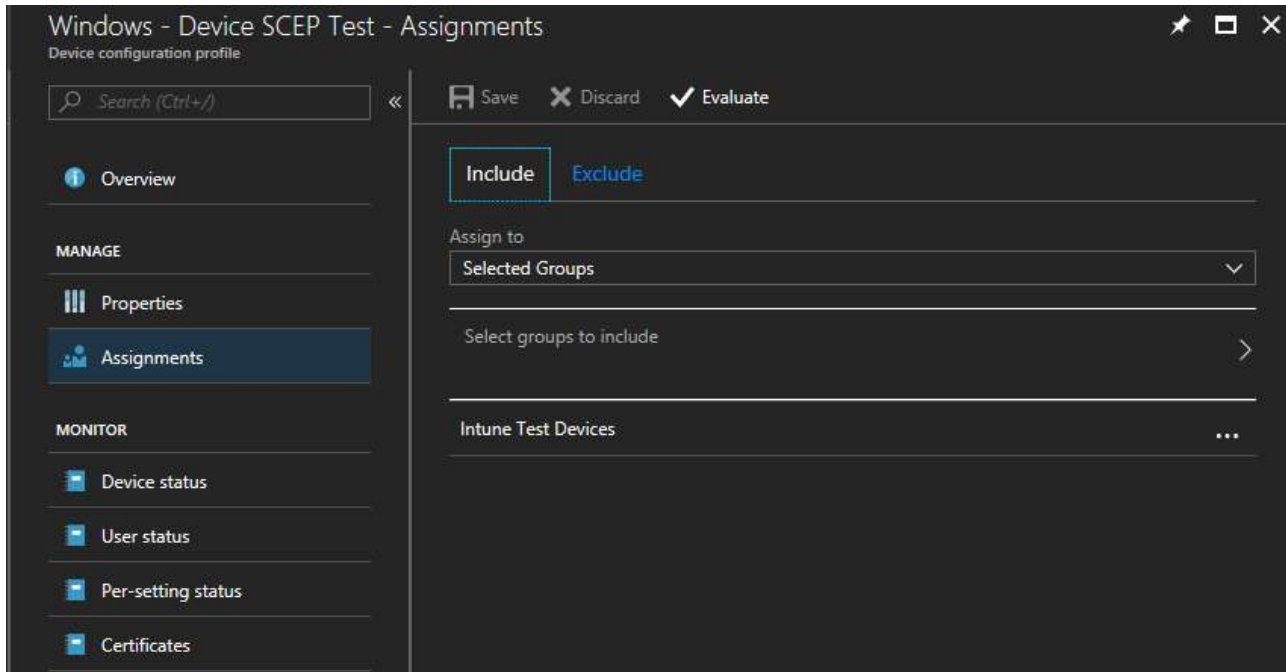 Windows - Device SCEP Test - Assignments
Device configuration profile
Search (Ctrl+/)
«
Save Discard Evaluate
Overview
MANAGE
Properties
Assignments
MONITOR
Device status
User status
Per-setting status
Certificates
Include Exclude
Assign to
Selected Groups
Select groups to include
Intune Test Devices
...